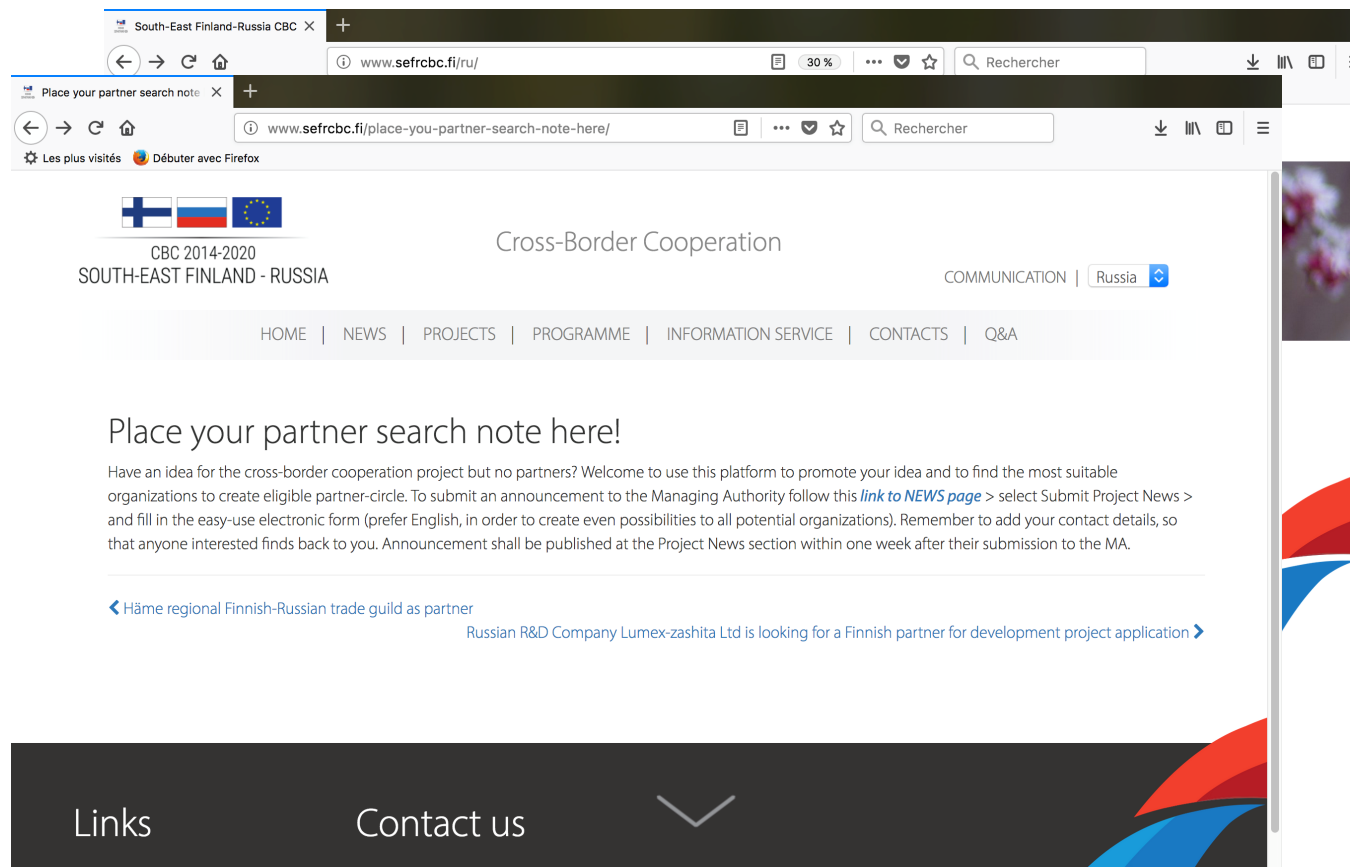 South-East Finland-Russia CBC
www.sefrcbc.fi/ru/
30 %
Rechercher
Place your partner search note
www.sefrcbc.fi/place-you-partner-search-note-here/
Rechercher
Les plus visités
Débuter avec Firefox
CBC 2014-2020
SOUTH-EAST FINLAND - RUSSIA
Cross-Border Cooperation
COMMUNICATION |
Russia
HOME | NEWS | PROJECTS | PROGRAMME | INFORMATION SERVICE | CONTACTS | Q&A
Place your partner search note here!
Have an idea for the cross-border cooperation project but no partners? Welcome to use this platform to promote your idea and to find the most suitable
organizations to create eligible partner-circle. To submit an announcement to the Managing Authority follow this link to NEWS page > select Submit Project News >
and fill in the easy-use electronic form (prefer English, in order to create even possibilities to all potential organizations). Remember to add your contact details, so
that anyone interested finds back to you. Announcement shall be published at the Project News section within one week after their submission to the MA.
Häme regional Finnish-Russian trade guild as partner
Russian R&D Company Lumex-zashita Ltd is looking for a Finnish partner for development project application
Links
Contact us